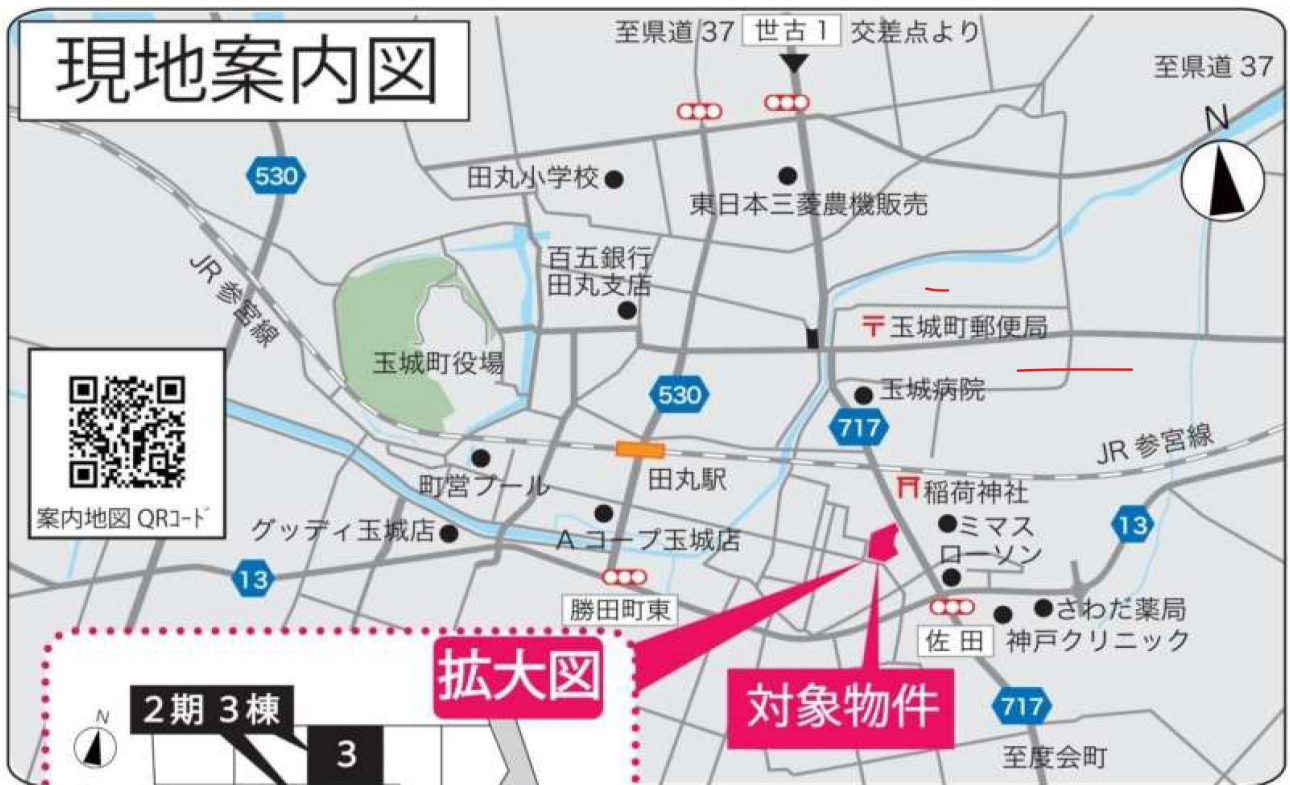 現地案内図
至県道37 世古1 交差点より
至県道37
N
530
田丸小学校
東日本三菱農機販売
JR 参宮線
百五銀行
田丸支店
〒玉城町郵便局
玉城町役場
530
玉城病院
717
JR 参宮線
案内地図 QRコード
町営プール
田丸駅
稲荷神社
グッディ玉城店
A コープ玉城店
ミマス
ローソン
13
13
勝田町東
さわだ薬局
佐田
神戸クリニック
拡大図
対象物件
717
2期 3棟
N
3
至度会町